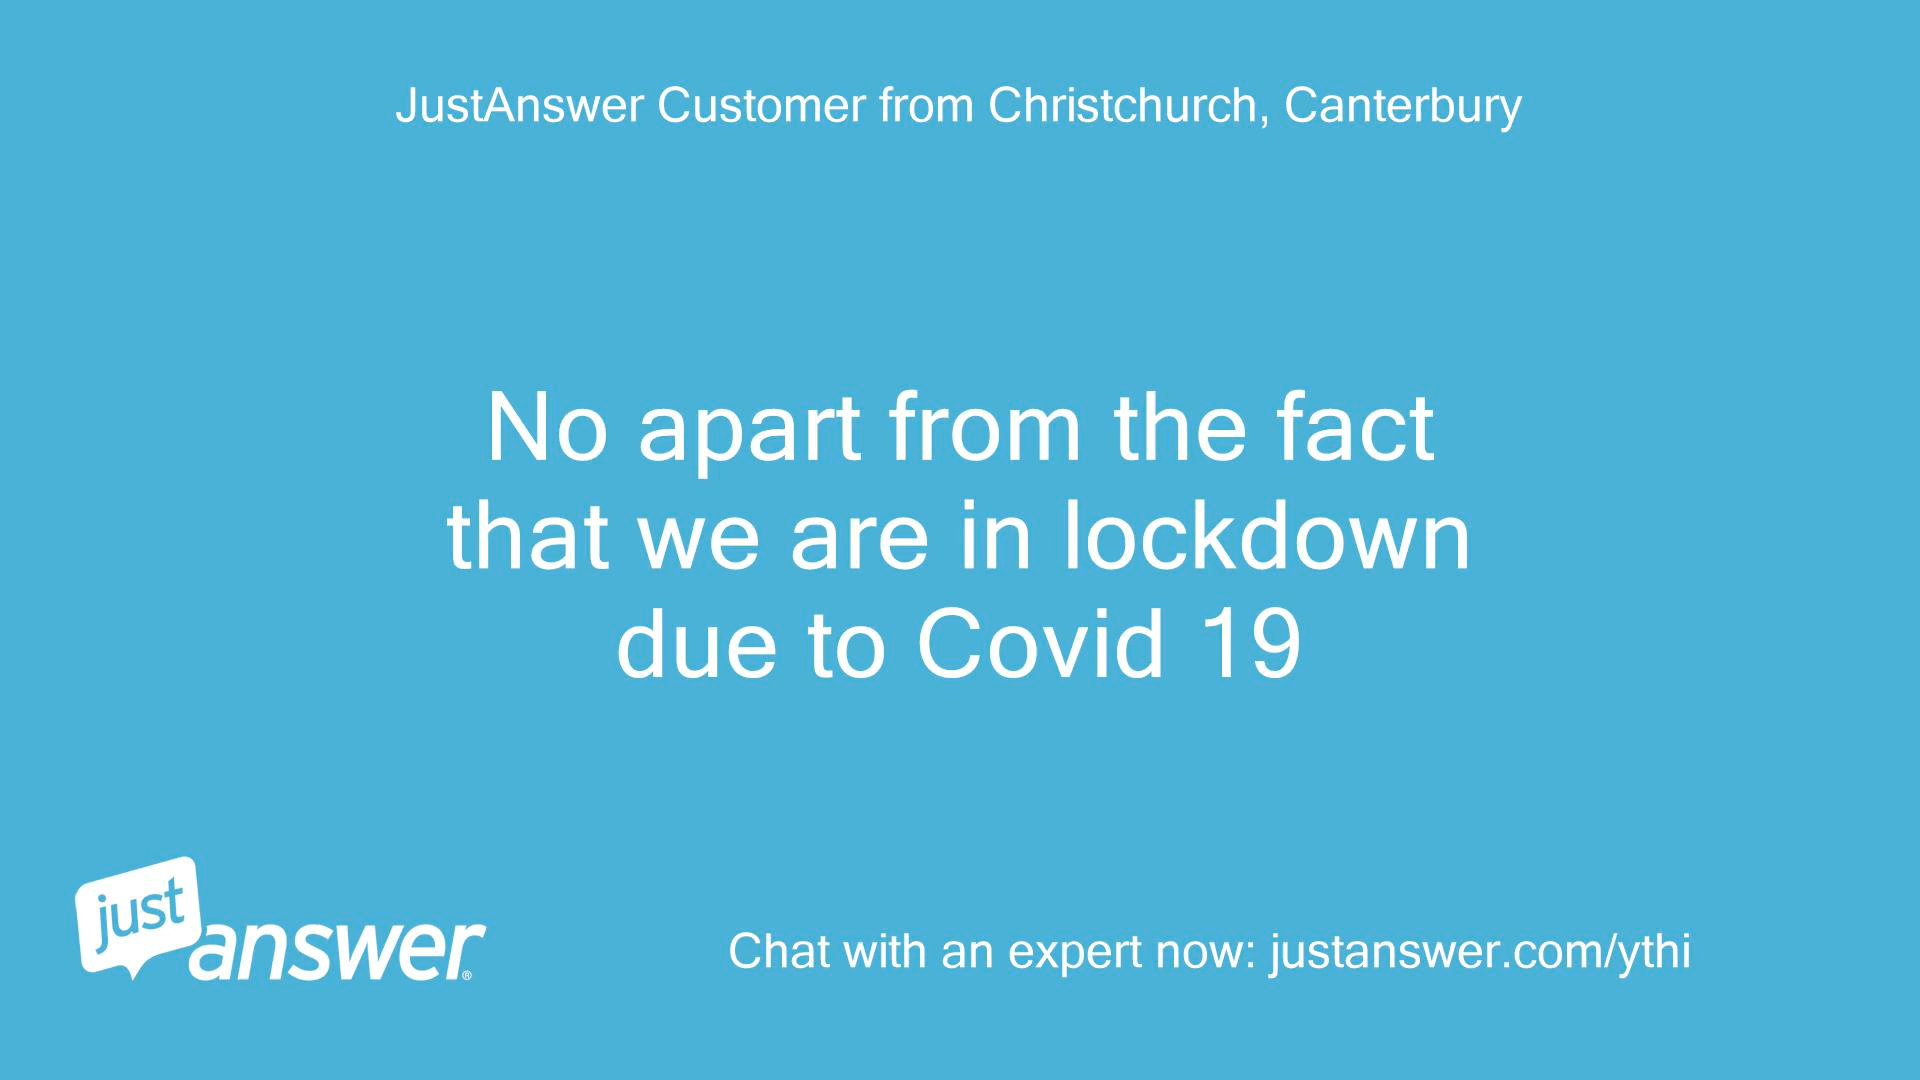 JustAnswer Customer from Christchurch, Canterbury
No apart from the fact
that we are in lockdown
due to Covid 19
just
answer®
Chat with an expert now: justanswer.com/ythi